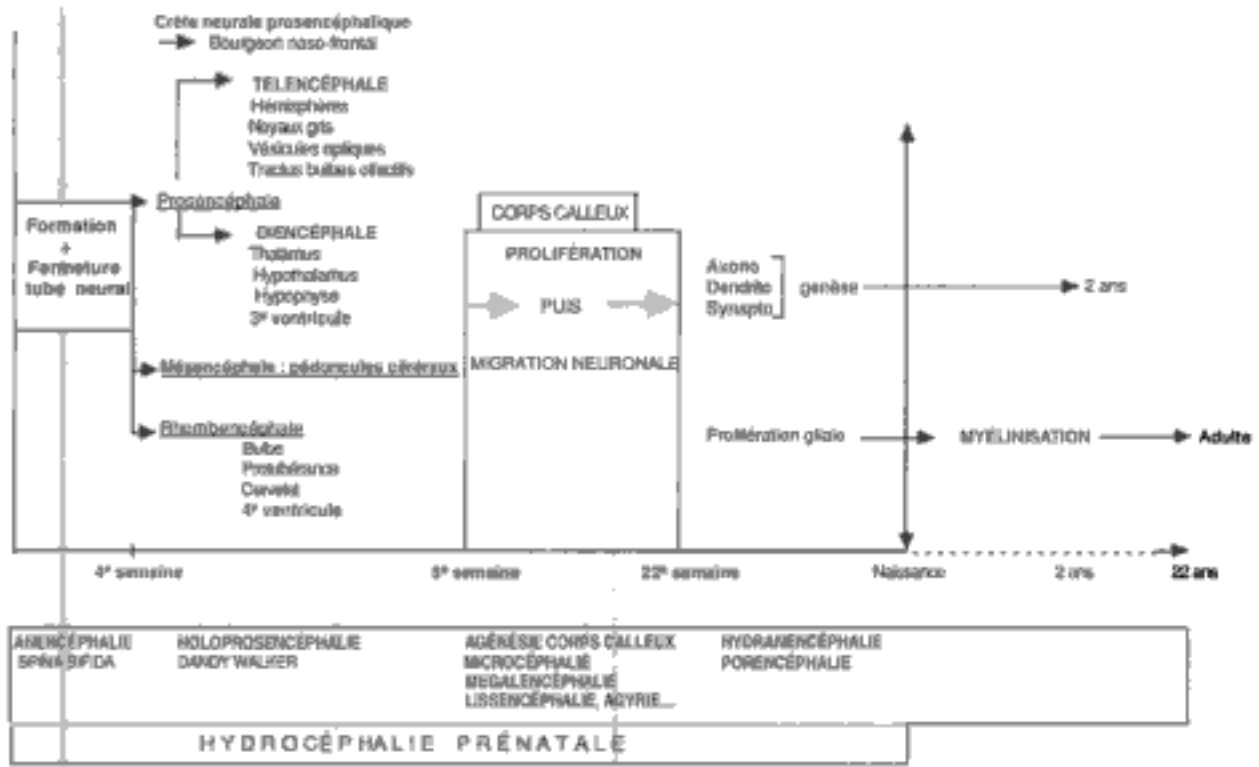 Crête neurale prosencéphalique
Bourgeon naso-frontal
TELENCÉPHALE
Hémisphères
Noyaux gris
Vésicules optiques
Tractus bulbes olfactifs
Prosencéphale
Formation
+
Fermeture
tube neural
DIENCÉPHALE
Thalamus
Hypothalamus
Hypophyse
3e ventricule
Mésencéphale : pédoncules
Rhombencéphale
Bulbe
Protubérance
Cervelet
4e ventricule
CORPS CALLEUX
PROLIFÉRATION
PUIS
MIGRATION NEURONALE
Axono
Dendrito
Synapto
genèse
2 ans
Prolifération gliale
MYÉLINISATION
Adulte
4e semaine
semaine
22e semaine
Naissance
2 ans
22 ans
ANENCÉPHALIE
SPINA BIFIDA
HOLOPROSENCÉPHALIE
DANDY WALKER
AGÉNÉSIE CORPS CALLEUX
MICROCÉPHALIE
MEGALENCÉPHALIE
LISSENCÉPHALIE, AGYRIE...
HYDRANENCÉPHALIE
PORENCÉPHALIE
HYDROCÉPHALIE PRÉNATALE